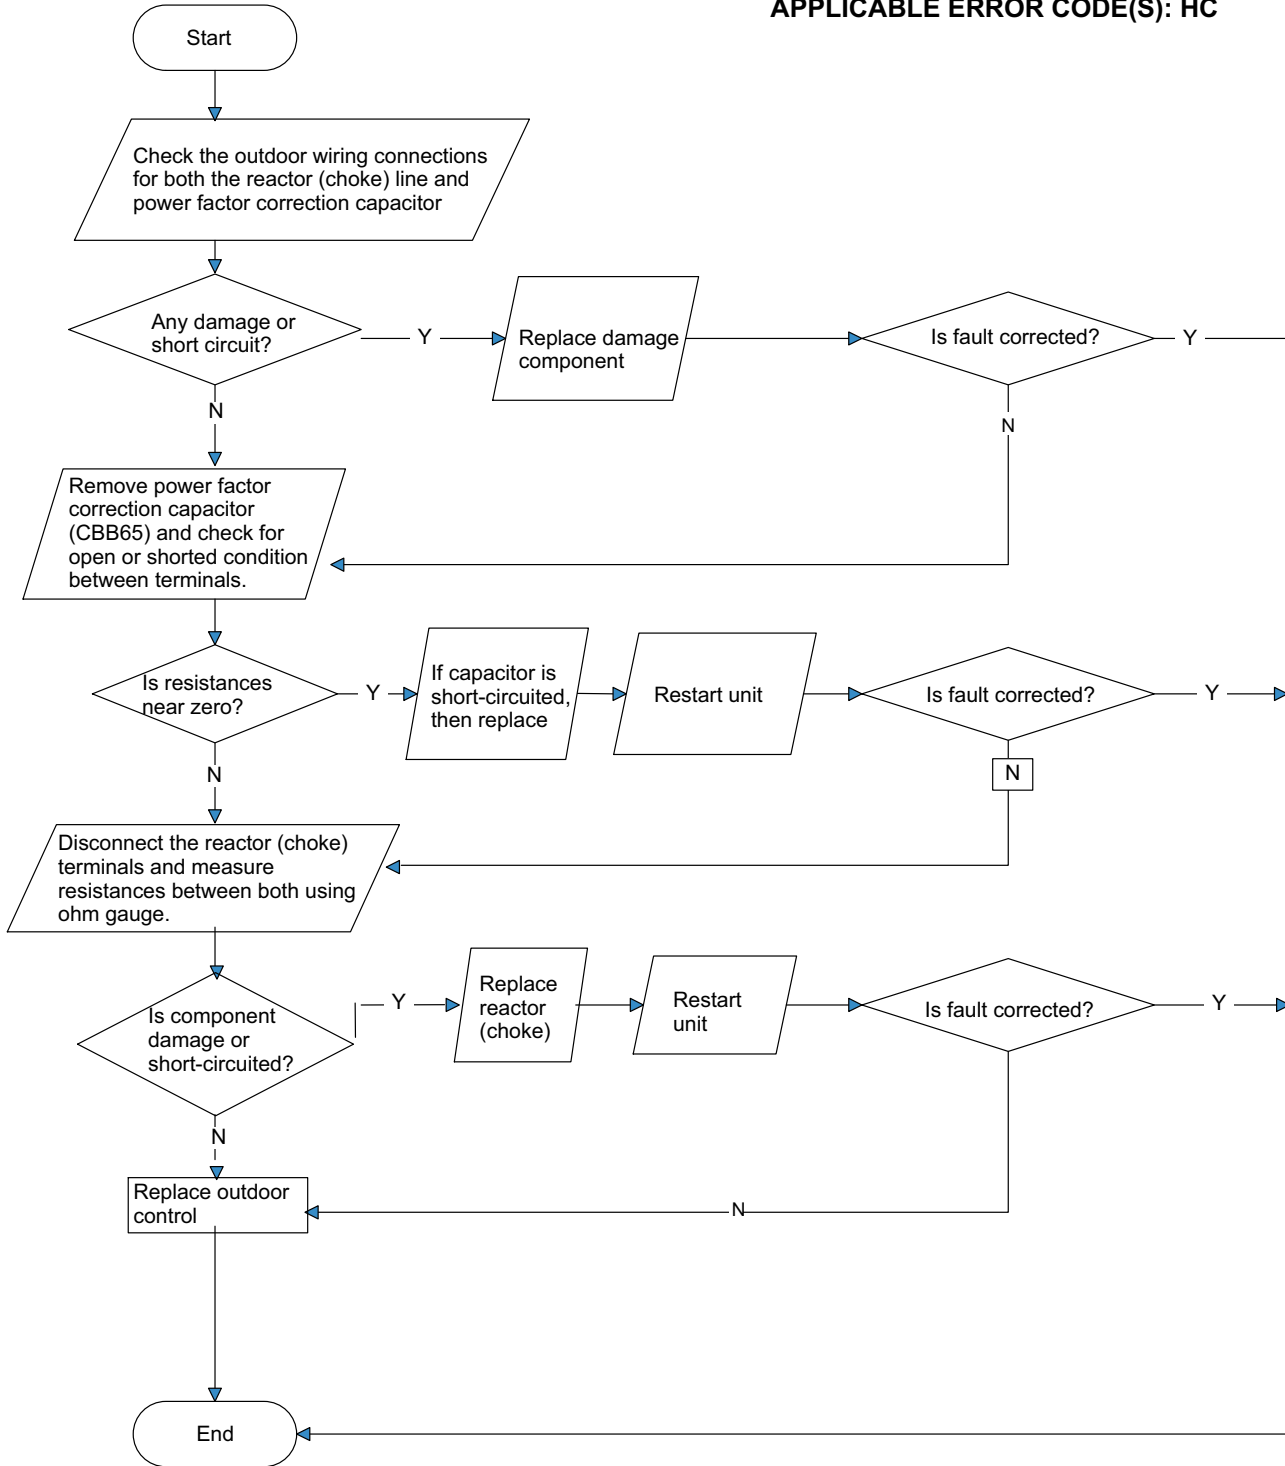 APPLICABLE ERROR CODE(S): HC
Start
Check the outdoor wiring connections
for both the reactor (choke) line and
power factor correction capacitor
Any damage or
short circuit?
Y
Replace damage
component
Is fault corrected?
Y
N
N
Remove power factor
correction capacitor
(CBB65) and check for
open or shorted condition
between terminals.
Is resistances
near zero?
Y
If capacitor is
short-circuited,
then replace
Restart unit
Is fault corrected?
Y
N
N
Disconnect the reactor (choke)
terminals and measure
resistances between both using
ohm gauge.
Is component
damage or
short-circuited?
Y
Replace
reactor
(choke)
Restart
unit
Is fault corrected?
Y
N
Replace outdoor
control
N
End